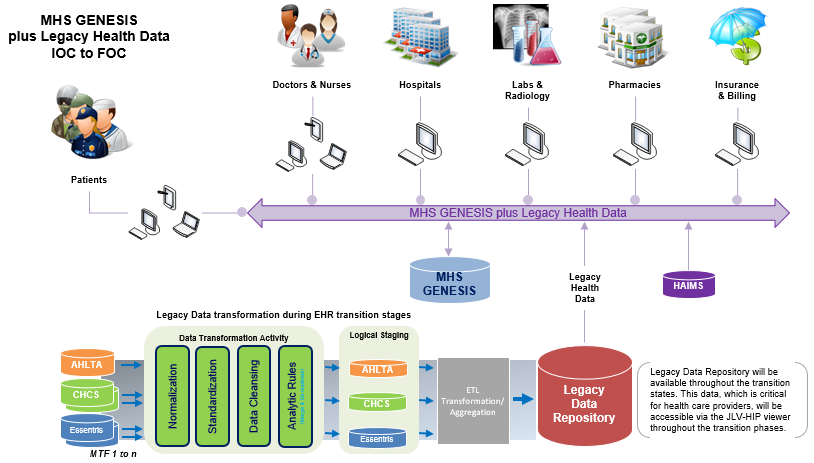 MHS GENESIS
plus Legacy Health Data
IOC to FOC
Doctors & Nurses
Hospitals
Labs &
Radiology
Pharmacies
Insurance
& Billing
Patients
MHS GENESIS plus Legacy Health Data
MHS
GENESIS
Legacy
Health
Data
HAIMS
Legacy Data transformation during EHR transition stages
Data Transformation Activity
Logical Staging
AHLTA
CHCS
Essentris
MTF 1 to n
Normalization
Standardization
Data Cleansing
Analytic Rules
AHLTA
CHCS
Essentris
ETL
Transformation/
Aggregation
Legacy
Data
Repository
Legacy Data Repository will be
available throughout the transition
states. This data, which is critical
for health care providers, will be
accessible via the JLV-HIP viewer
throughout the transition phases.